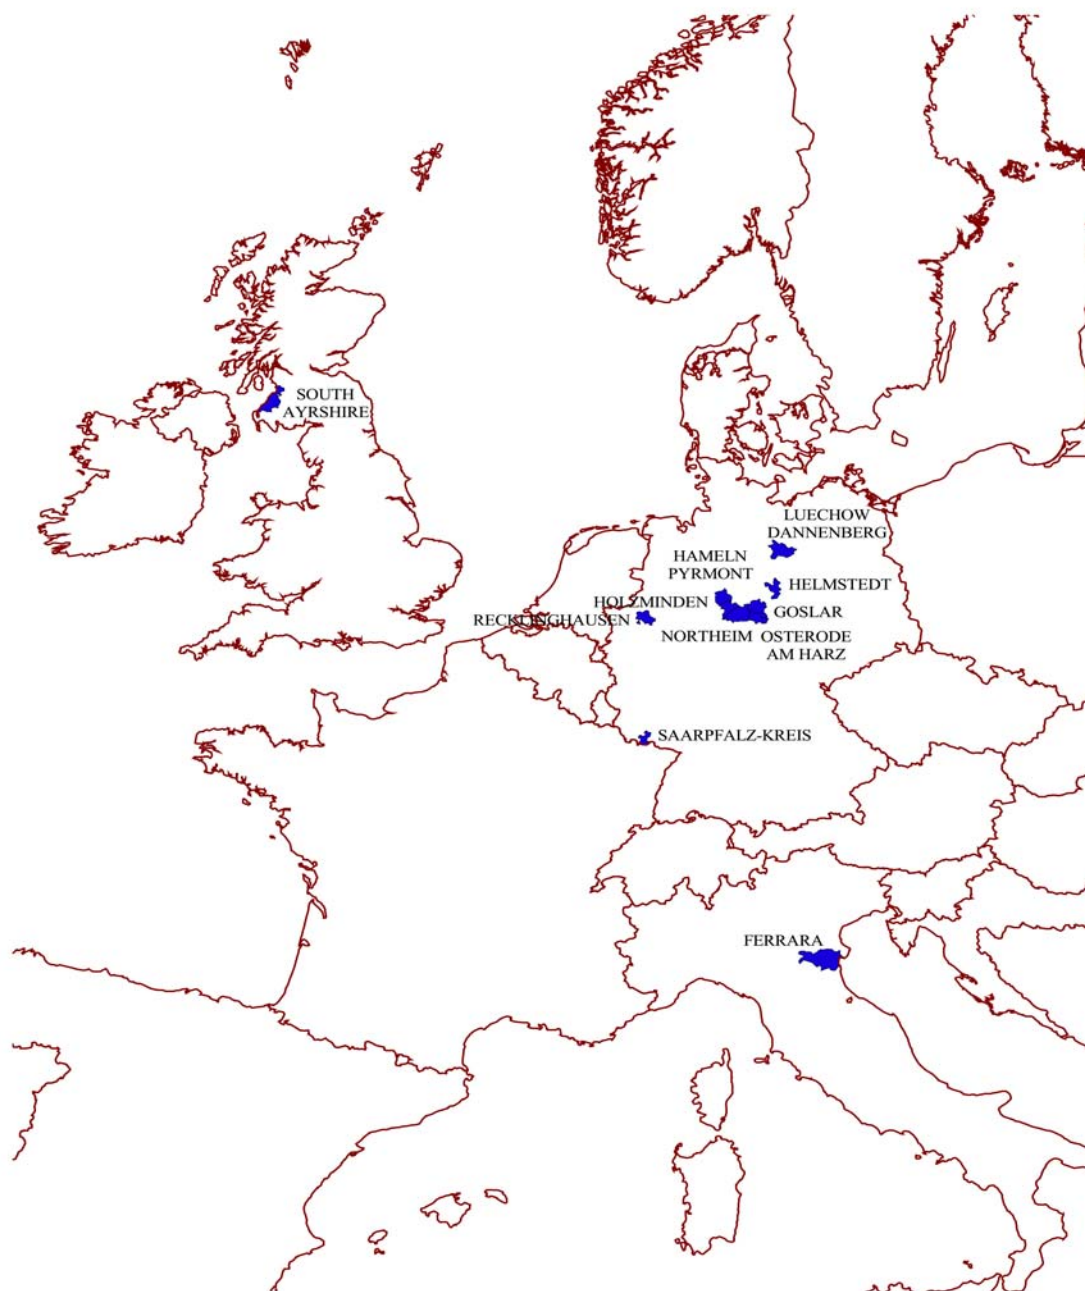 SOUTH
AYRSHIRE
LUECHOW
DANNENBERG
HAMELN
PYRMONT
HELMSTEDT
HOLZMINDEN
GOSLAR
RECKLINGHAUSEN
NORTHEIM
OSTERODE
AM HARZ
SAARPFALZ-KREIS
FERRARA